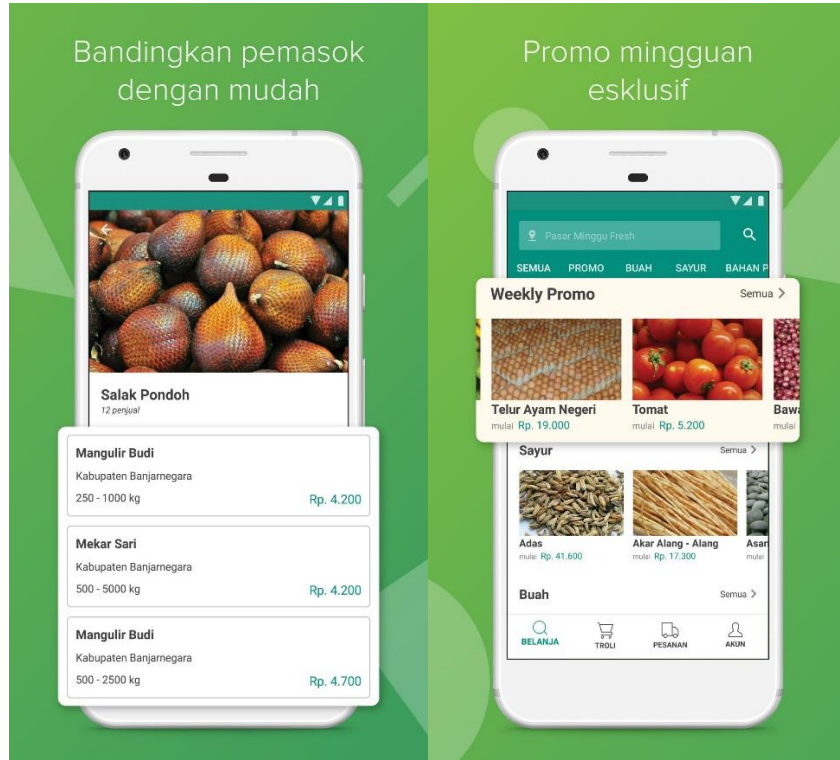 Bandingkan pemasok
dengan mudah
Salak Pondoh
12 penjual
Mangulir Budi
Kabupaten Banjarnegara
250 - 1000 kg
Rp. 4.200
Mekar Sari
Kabupaten Banjarnegara
500 - 5000 kg
Rp. 4.200
Mangulir Budi
Kabupaten Banjarnegara
500 - 2500 kg
Rp. 4.700
Promo mingguan
esklusif
Pasar Minggu Fresh
SEMUA PROMO BUAH SAYUR BAHAN P
Weekly Promo
Semua >
Telur Ayam Negeri
mulai Rp. 19.000
Tomat
mulai Rp. 5.200
Bawa
mulai
Sayur
Semua >
Adas
mulai Rp. 41.600
Akar Alang - Alang
mulai Rp. 17.300
Asan
mulai
Buah
Semua >
BELANJA TROLI PESANAN AKUN